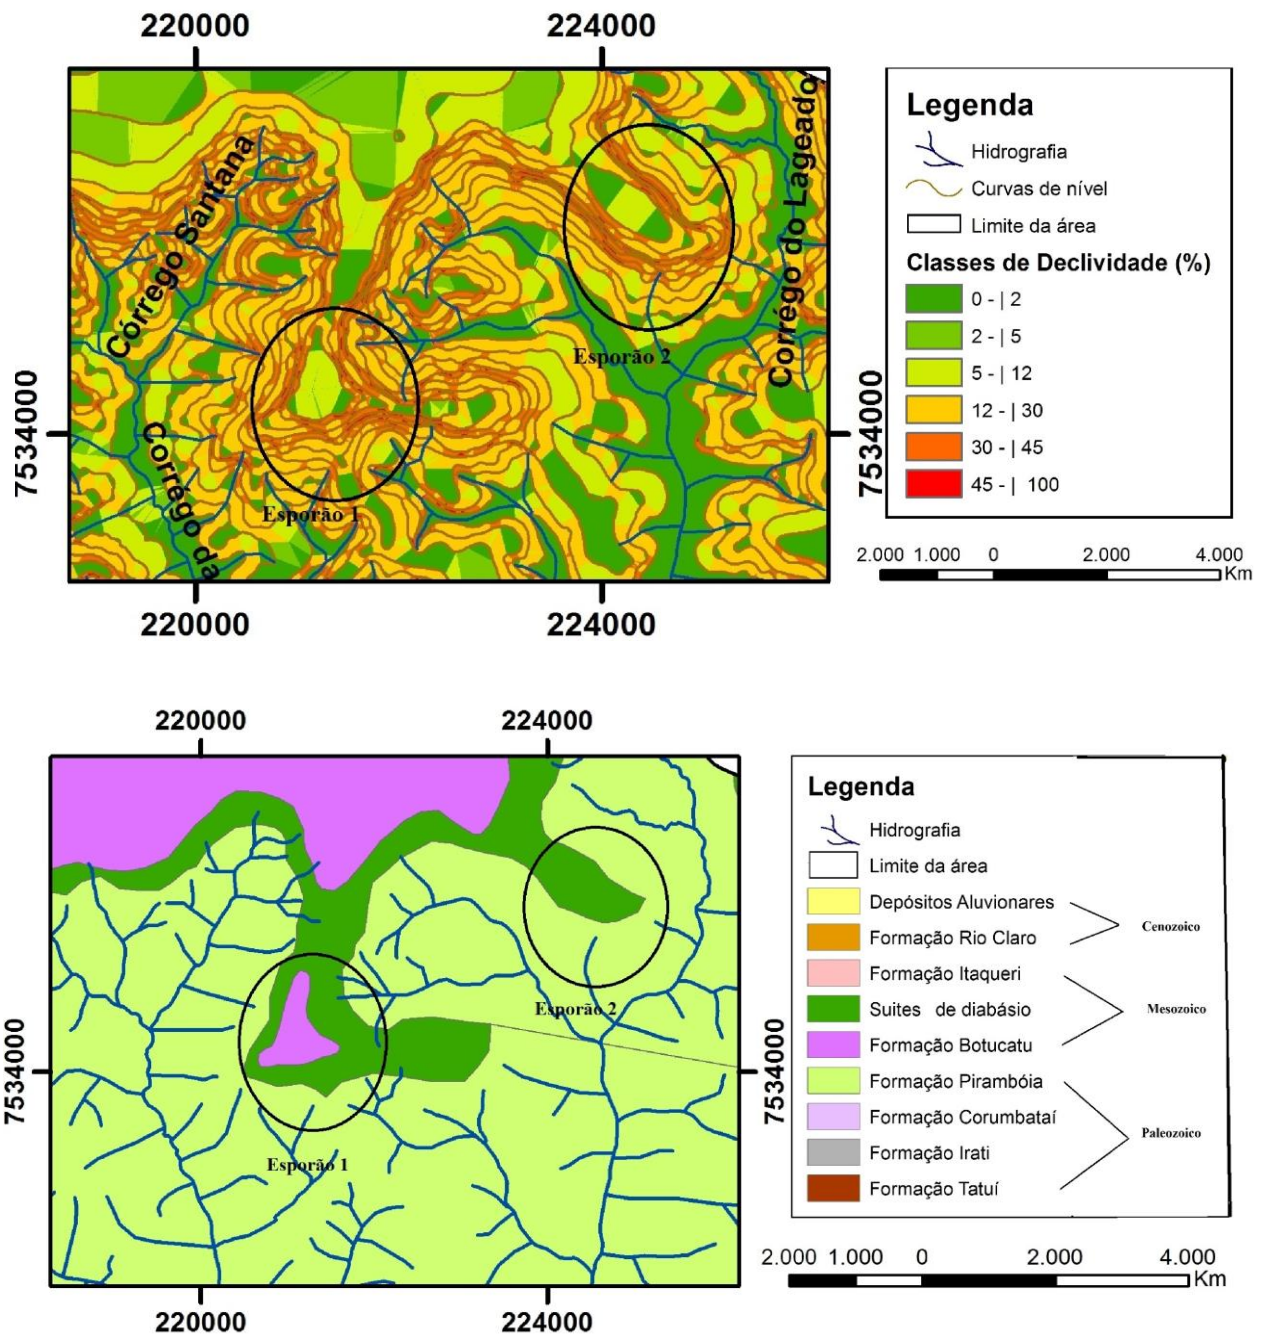 220000
224000
Legenda
Hidrografia
Curvas de nível
Limite da área
Classes de Declividade (%)
0 - | 2
2 - | 5
5 - | 12
12 - | 30
30 - | 45
45 - | 100
Córrego Santana
Corrégo do Lageado
Corrégo da
Esporão 2
Esporão 1
7534000
7534000
2.000 1.000 0 2.000 4.000
Km
220000
224000
220000
224000
Legenda
Hidrografia
Limite da área
Depósitos Aluvionares
Formação Rio Claro
Cenozoico
Formação Itaqueri
Suites de diabásio
Mesozoico
Formação Botucatu
Formação Pirambóia
Formação Corumbataí
Paleozoico
Formação Irati
Formação Tatuí
Esporão 2
Esporão 1
7534000
7534000
2.000 1.000 0 2.000 4.000
Km
220000
224000